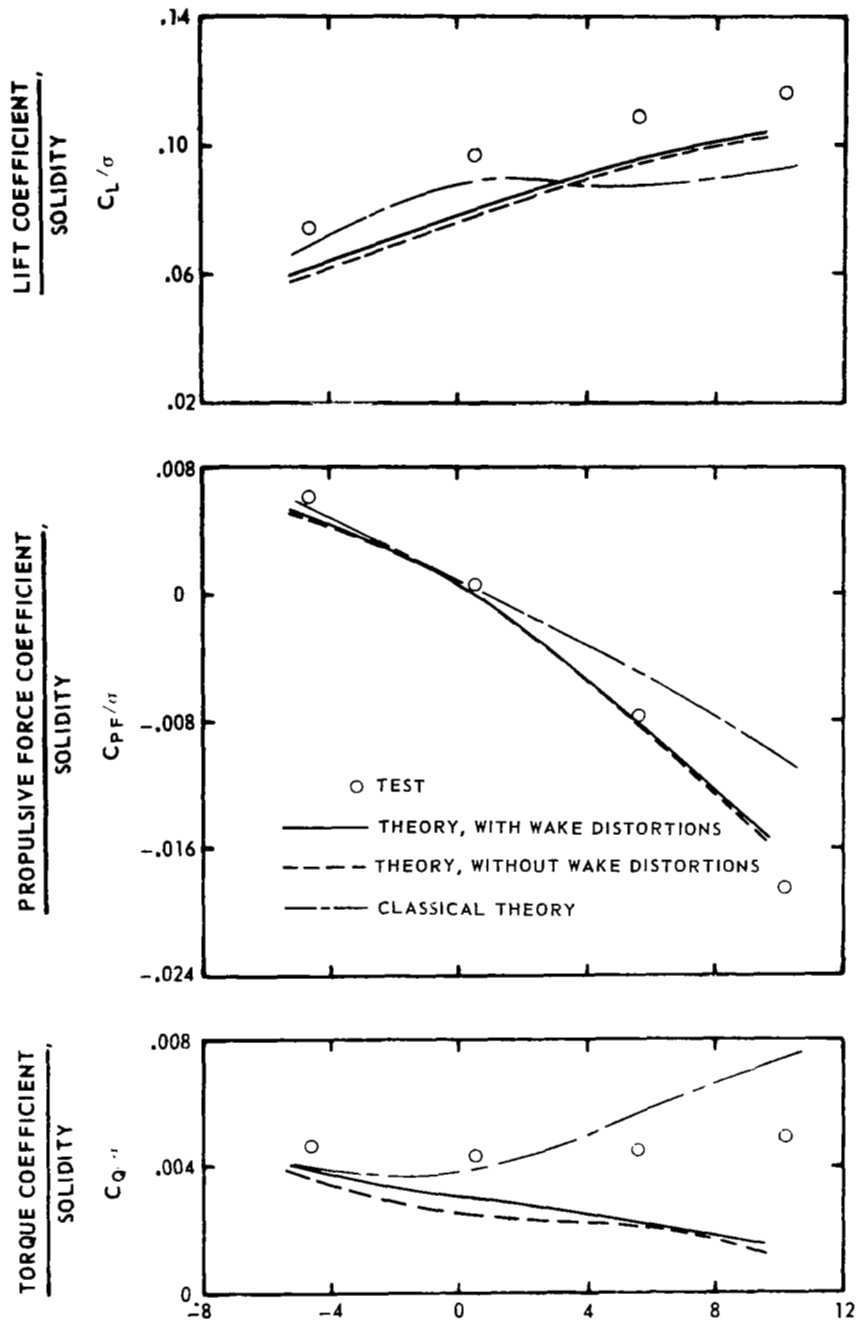 LIFT COEFFICIENT,
SOLIDITY
C_L/σ
.14
.10
.06
.02
PROPULSIVE FORCE COEFFICIENT,
SOLIDITY
C_PF/σ
.008
0
-.008
-.016
-.024
TEST
THEORY, WITH WAKE DISTORTIONS
THEORY, WITHOUT WAKE DISTORTIONS
CLASSICAL THEORY
TORQUE COEFFICIENT,
SOLIDITY
C_Q
.008
.004
0
-8 -4 0 4 8 12